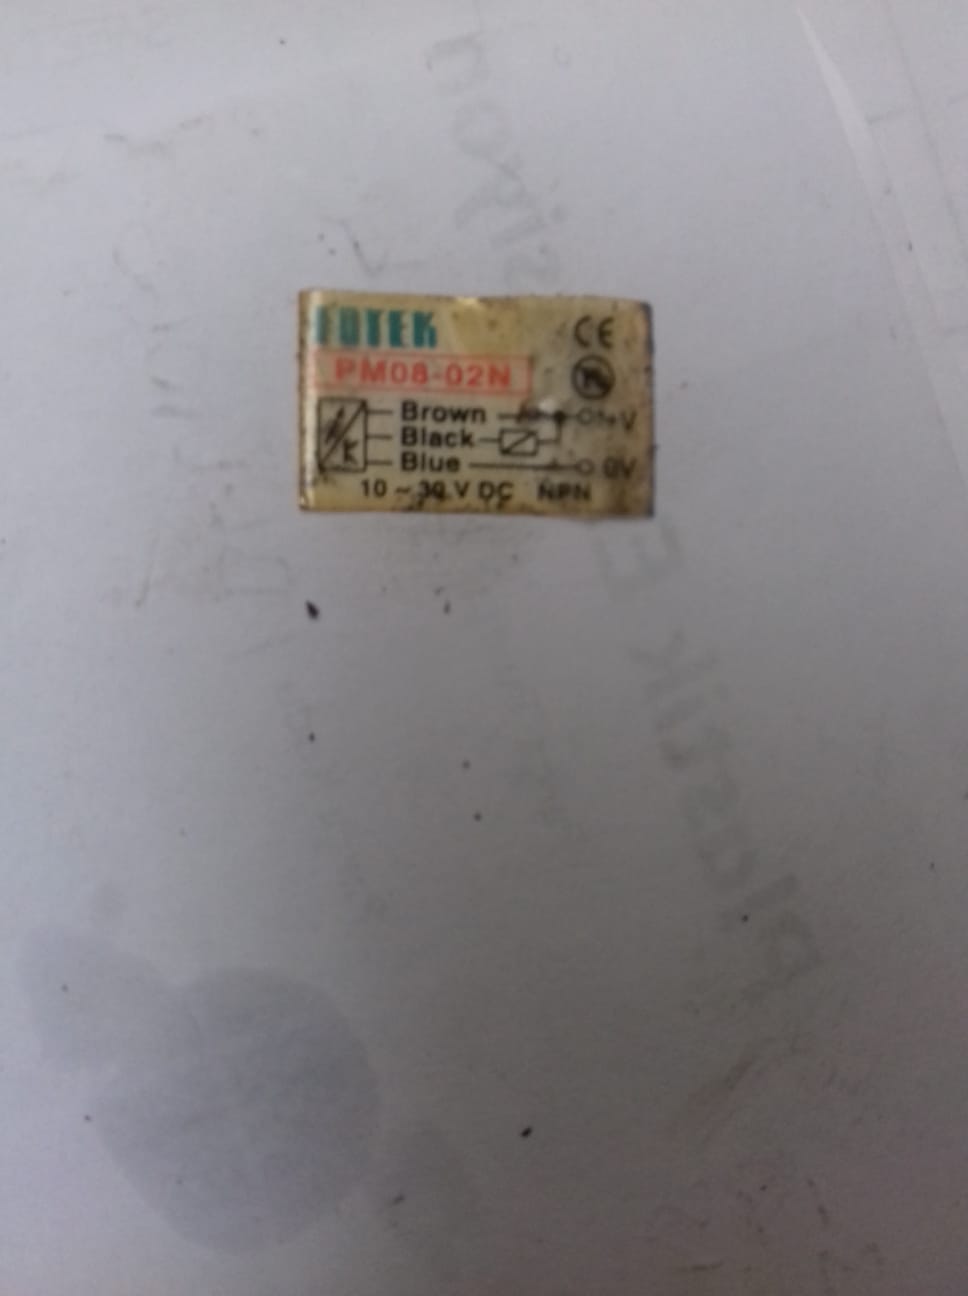 FOTEK
CE
PM08-02N
Brown +V
Black
K
Blue 0V
10 ~ 30 V DC NPN